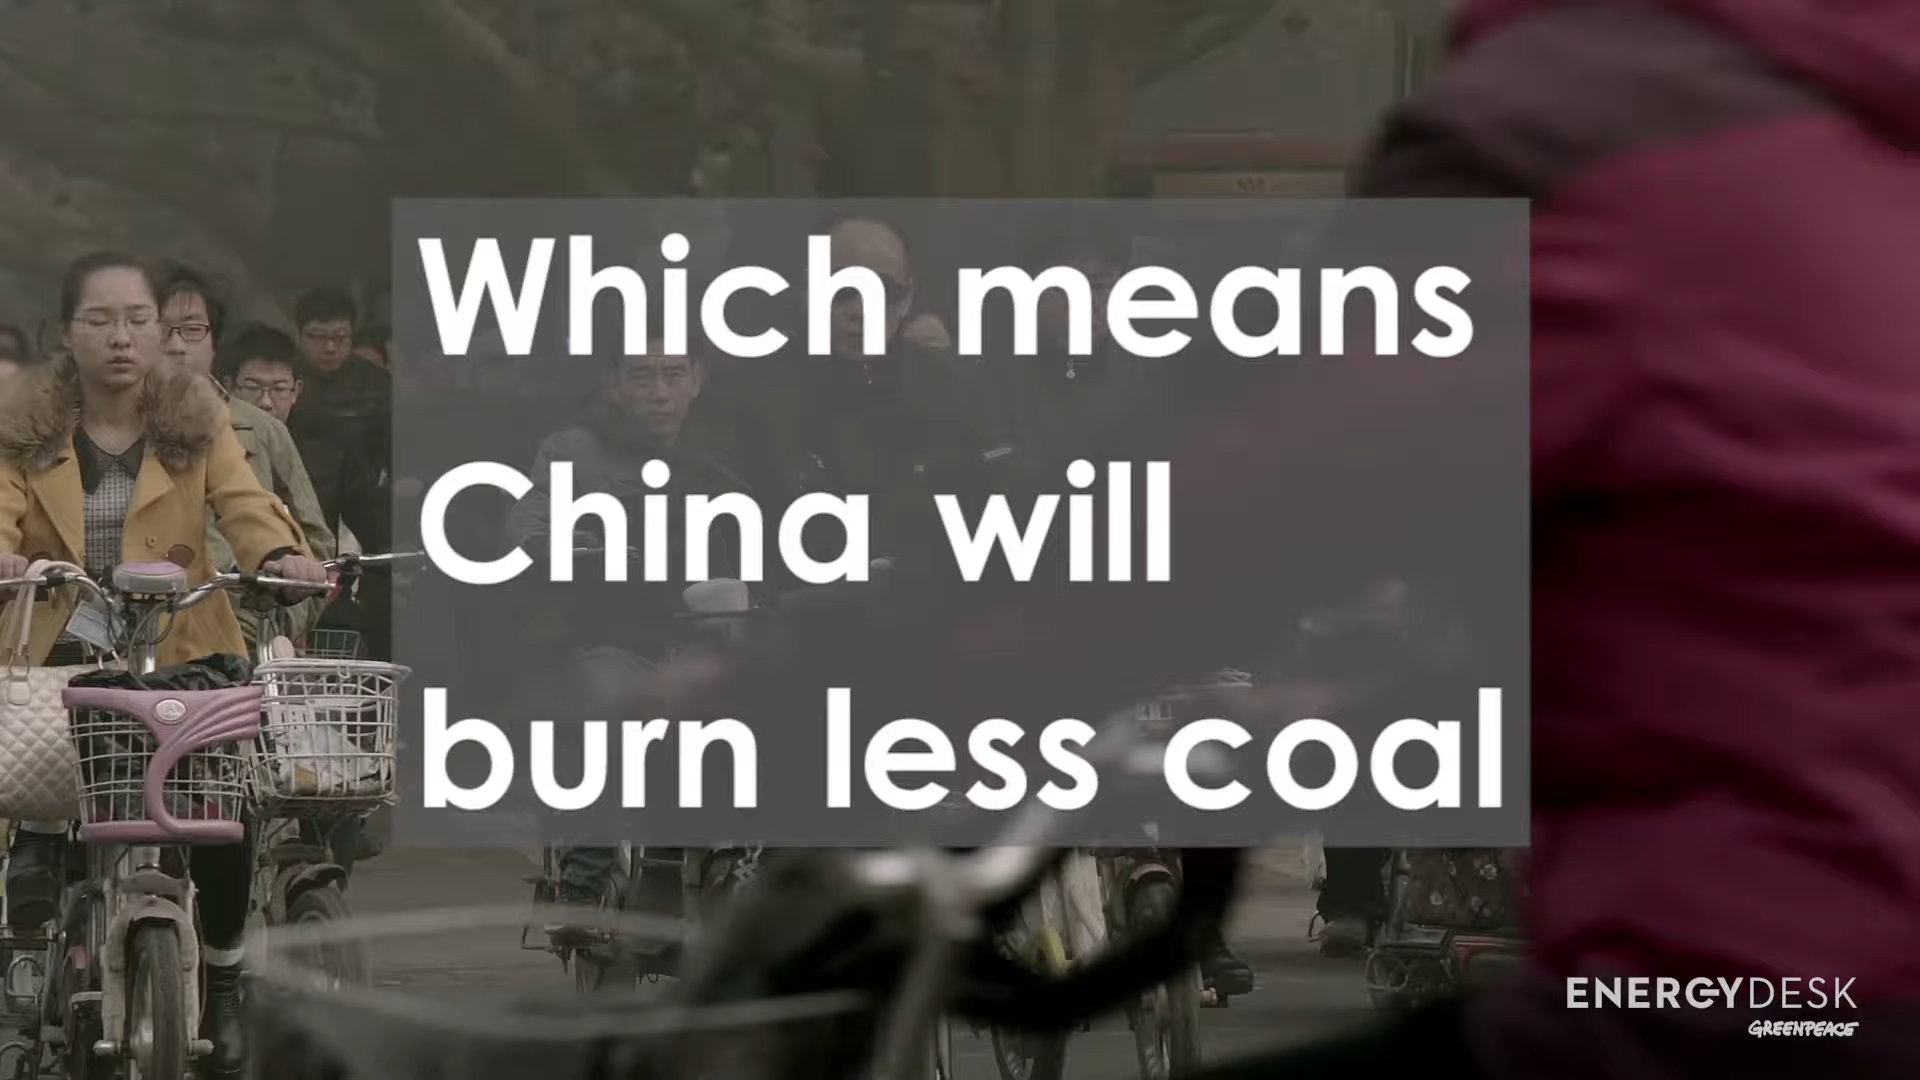 Which means
China will
burn less coal
ENERGYDESK
GREENPEACE